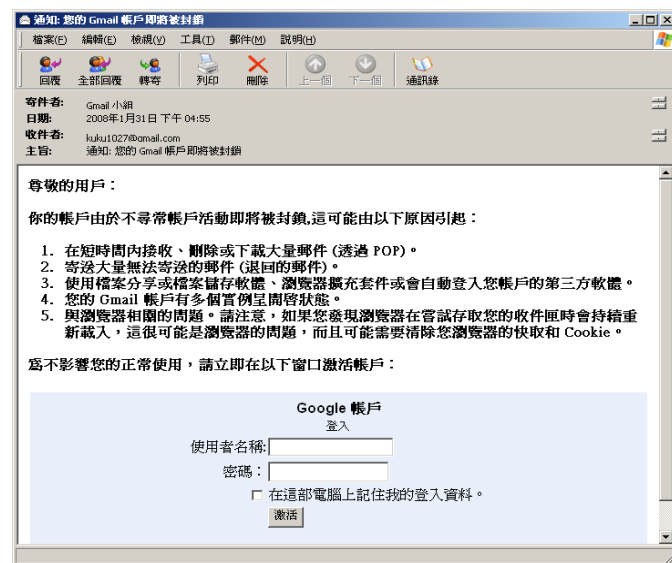 通知: 您的 Gmail 帳戶即將被封鎖
檔案(F) 編輯(E) 檢視(V) 工具(T) 郵件(M) 說明(H)
回覆 全部回覆 轉寄 列印 刪除 上一個 下一個 通訊錄
寄件者: Gmail 小組
日期: 2008年1月31日 下午 04:55
收件者: kuku1027@gmail.com
主旨: 通知: 您的 Gmail 帳戶即將被封鎖
尊敬的用戶：
你的帳戶由於不尋常帳戶活動即將被封鎖,這可能由以下原因引起：
1. 在短時間內接收、刪除或下載大量郵件 (透過 POP)。
2. 寄送大量無法寄送的郵件 (退回的郵件)。
3. 使用檔案分享或檔案儲存軟體、瀏覽器擴充套件或會自動登入您帳戶的第三方軟體。
4. 您的 Gmail 帳戶有多個實例呈開啓狀態。
5. 與瀏覽器相關的問題。請注意，如果您發現瀏覽器在嘗試存取您的收件匣時會持續重
新載入，這很可能是瀏覽器的問題，而且可能需要清除您瀏覽器的快取和 Cookie。
爲不影響您的正常使用，請立即在以下窗口激活帳戶：
Google 帳戶
登入
使用者名稱:
密碼：
在這部電腦上記住我的登入資料。
激活